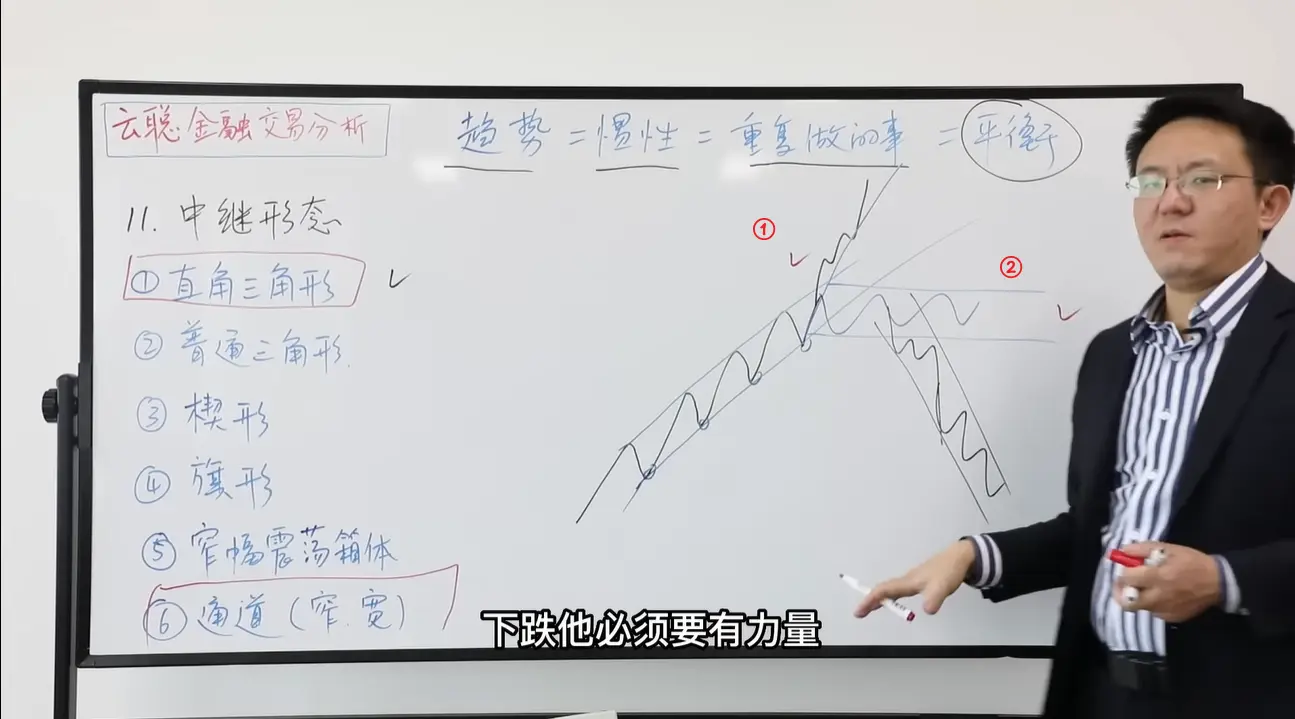 云聪金融交易分析
趋势 = 惯性 = 重复做的事 = 平衡
11. 中继形态
① 直角三角形 ✓
② 普通三角形.
③ 楔形
④ 旗形
⑤ 窄幅震荡箱体
⑥ 通道（窄.宽）
①
②
下跌他必须要有力量